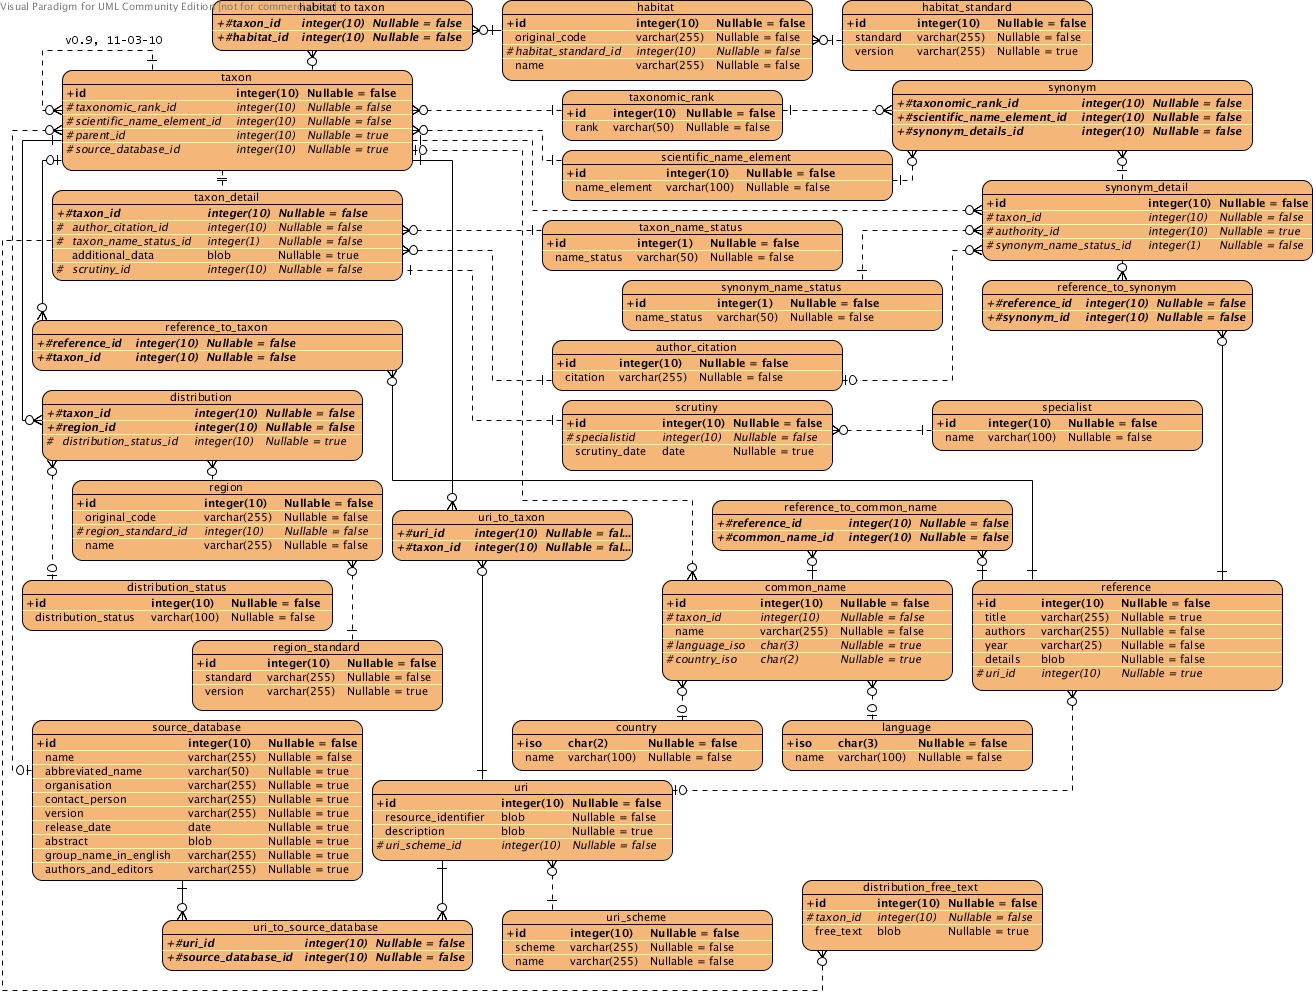 Visual Paradigm for UML Community Edition [not for commercial use]
habitat to taxon
+#taxon_id integer(10) Nullable = false
+#habitat_id integer(10) Nullable = false
habitat
+id integer(10) Nullable = false
original_code varchar(255) Nullable = false
#habitat_standard_id integer(10) Nullable = false
name varchar(255) Nullable = false
habitat_standard
+id integer(10) Nullable = false
standard varchar(255) Nullable = false
version varchar(255) Nullable = true
v0.9, 11-03-10
taxon
+id integer(10) Nullable = false
#taxonomic_rank_id integer(10) Nullable = false
#scientific_name_element_id integer(10) Nullable = false
#parent_id integer(10) Nullable = true
#source_database_id integer(10) Nullable = true
taxonomic_rank
+id integer(10) Nullable = false
rank varchar(50) Nullable = false
synonym
+#taxonomic_rank_id integer(10) Nullable = false
+#scientific_name_element_id integer(10) Nullable = false
+#synonym_details_id integer(10) Nullable = false
scientific_name_element
+id integer(10) Nullable = false
name_element varchar(100) Nullable = false
taxon_detail
+#taxon_id integer(10) Nullable = false
# author_citation_id integer(10) Nullable = false
# taxon_name_status_id integer(1) Nullable = false
additional_data blob Nullable = true
# scrutiny_id integer(10) Nullable = false
synonym_detail
+id integer(10) Nullable = false
#taxon_id integer(10) Nullable = false
#authority_id integer(10) Nullable = true
#synonym_name_status_id integer(1) Nullable = false
taxon_name_status
+id integer(1) Nullable = false
name_status varchar(50) Nullable = false
synonym_name_status
+id integer(1) Nullable = false
name_status varchar(50) Nullable = false
reference_to_synonym
+#reference_id integer(10) Nullable = false
+#synonym_id integer(10) Nullable = false
reference_to_taxon
+#reference_id integer(10) Nullable = false
+#taxon_id integer(10) Nullable = false
author_citation
+id integer(10) Nullable = false
citation varchar(255) Nullable = false
distribution
+#taxon_id integer(10) Nullable = false
+#region_id integer(10) Nullable = false
# distribution_status_id integer(10) Nullable = true
scrutiny
+id integer(10) Nullable = false
#specialistid integer(10) Nullable = false
scrutiny_date date Nullable = true
specialist
+id integer(10) Nullable = false
name varchar(100) Nullable = false
region
+id integer(10) Nullable = false
original_code varchar(255) Nullable = false
#region_standard_id integer(10) Nullable = false
name varchar(255) Nullable = false
uri_to_taxon
+#uri_id integer(10) Nullable = fal...
+#taxon_id integer(10) Nullable = fal...
reference_to_common_name
+#reference_id integer(10) Nullable = false
+#common_name_id integer(10) Nullable = false
distribution_status
+id integer(10) Nullable = false
distribution_status varchar(100) Nullable = false
common_name
+id integer(10) Nullable = false
#taxon_id integer(10) Nullable = false
name varchar(255) Nullable = false
#language_iso char(3) Nullable = true
#country_iso char(2) Nullable = true
reference
+id integer(10) Nullable = false
title varchar(255) Nullable = true
authors varchar(255) Nullable = false
year varchar(25) Nullable = false
details blob Nullable = false
#uri_id integer(10) Nullable = true
region_standard
+id integer(10) Nullable = false
standard varchar(255) Nullable = false
version varchar(255) Nullable = true
source_database
+id integer(10) Nullable = false
name varchar(255) Nullable = false
abbreviated_name varchar(50) Nullable = true
organisation varchar(255) Nullable = true
contact_person varchar(255) Nullable = true
version varchar(255) Nullable = true
release_date date Nullable = true
abstract blob Nullable = true
group_name_in_english varchar(255) Nullable = true
authors_and_editors varchar(255) Nullable = true
country
+iso char(2) Nullable = false
name varchar(100) Nullable = false
language
+iso char(3) Nullable = false
name varchar(100) Nullable = false
uri
+id integer(10) Nullable = false
resource_identifier blob Nullable = false
description blob Nullable = true
#uri_scheme_id integer(10) Nullable = false
distribution_free_text
+id integer(10) Nullable = false
#taxon_id integer(10) Nullable = false
free_text blob Nullable = true
uri_to_source_database
+#uri_id integer(10) Nullable = false
+#source_database_id integer(10) Nullable = false
uri_scheme
+id integer(10) Nullable = false
scheme varchar(255) Nullable = false
name varchar(255) Nullable = false